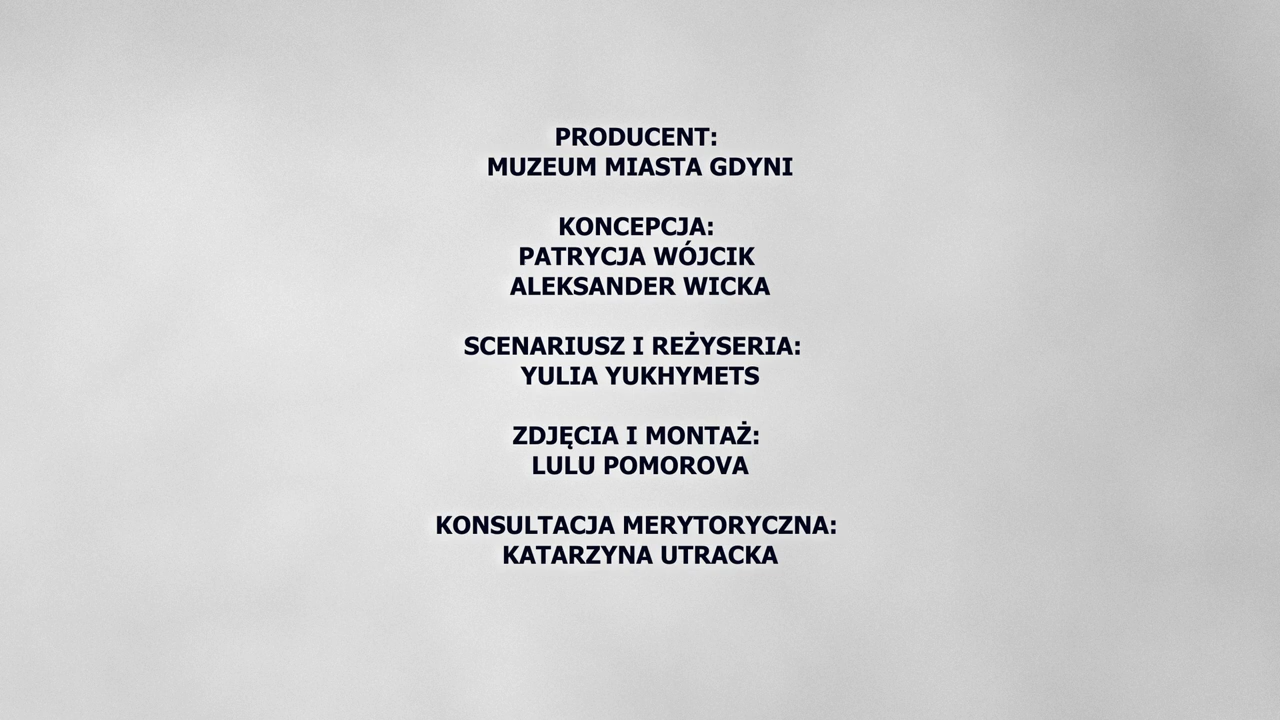 PRODUCENT:
MUZEUM MIASTA GDYNI
KONCEPCJA:
PATRYCJA WÓJCIK
ALEKSANDER WICKA
SCENARIUSZ I REŻYSERIA:
YULIA YUKHYMETS
ZDJĘCIA I MONTAŻ:
LULU POMOROVA
KONSULTACJA MERYTORYCZNA:
KATARZYNA UTRACKA